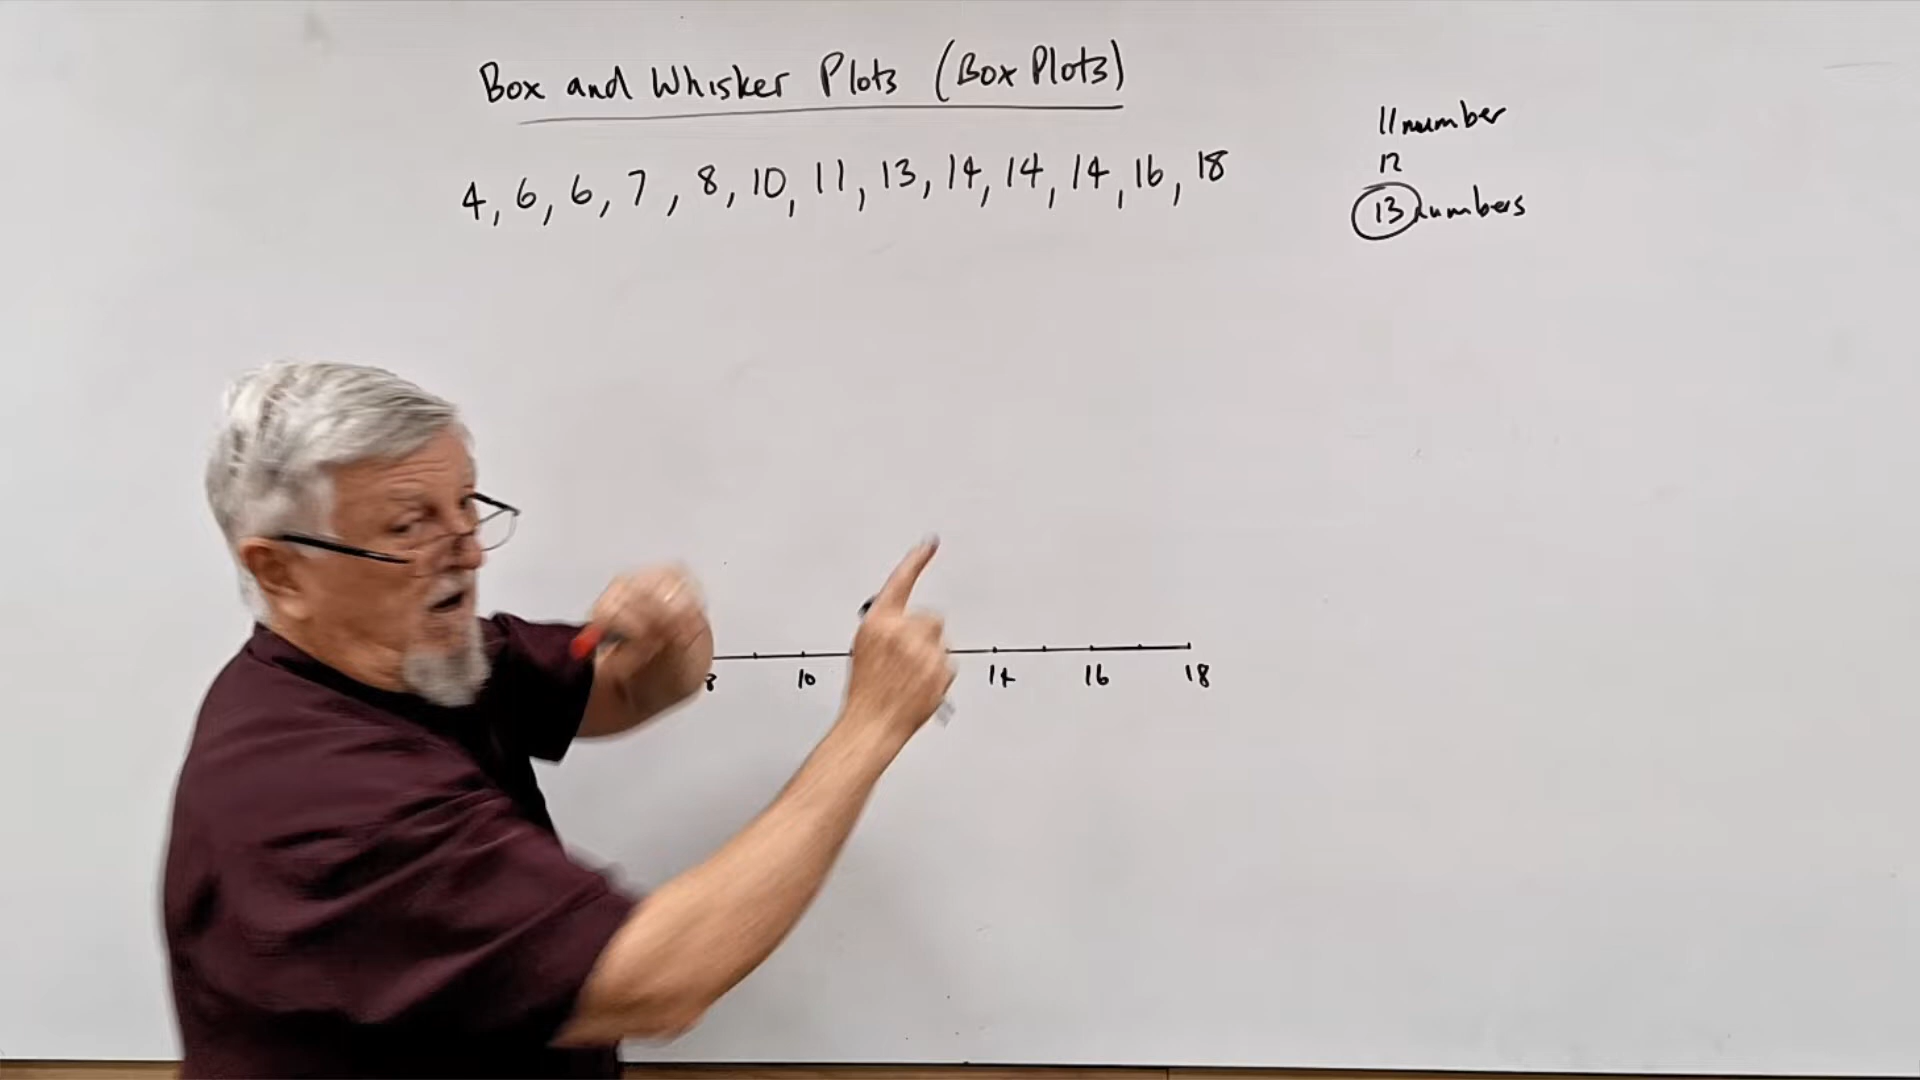 Box and Whisker Plots (Box Plots)
11 number
12
13 numbers
4, 6, 6, 7, 8, 10, 11, 13, 14, 14, 14, 16, 18
8 10 14 16 18